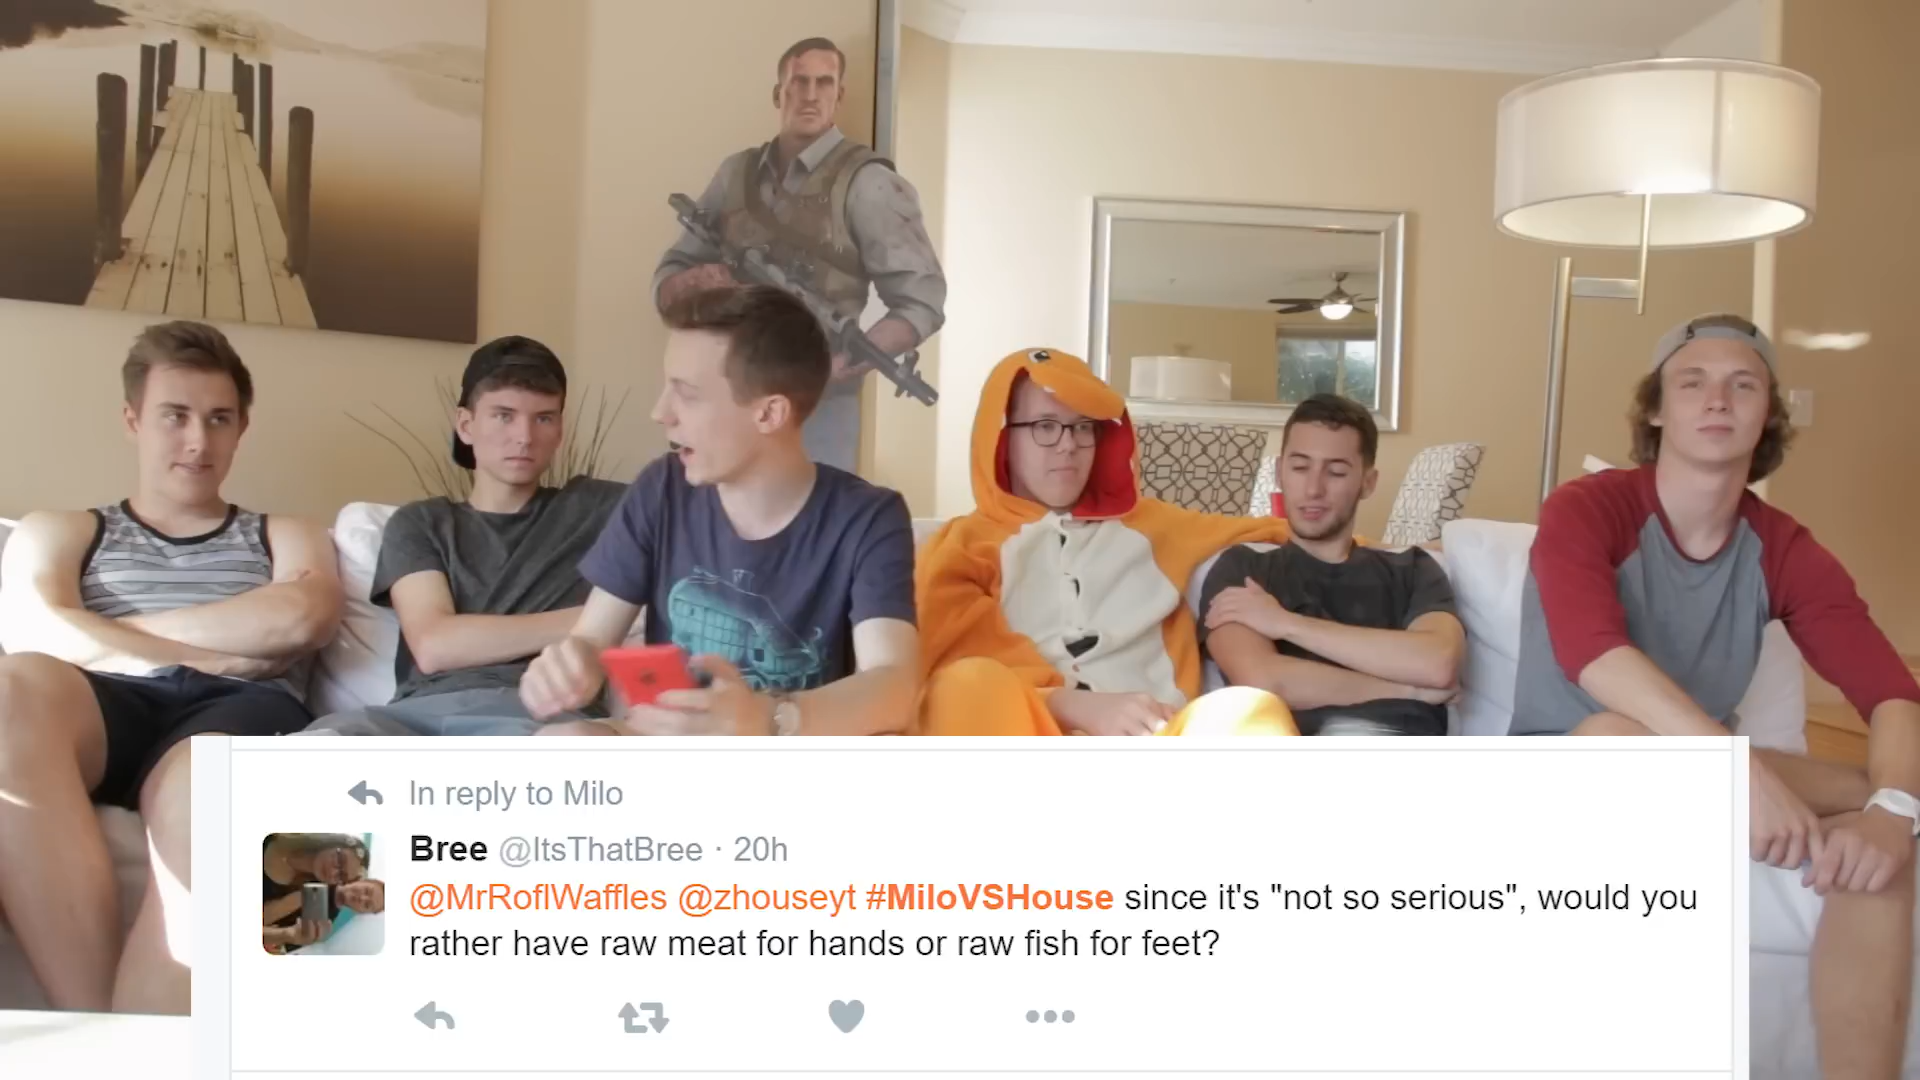 In reply to Milo
Bree @ItsThatBree · 20h
@MrRoflWaffles @zhouseyt #MiloVSHouse since it's "not so serious", would you
rather have raw meat for hands or raw fish for feet?